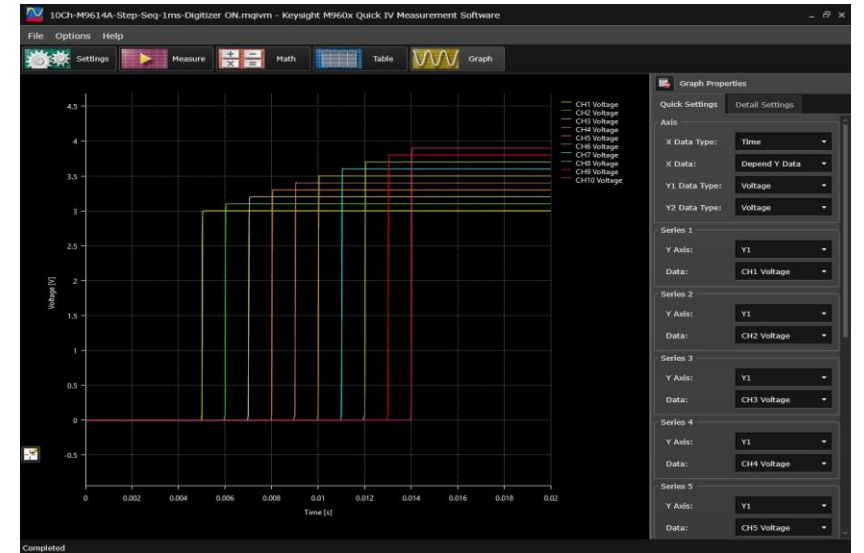 10Ch-M9614A-Step-Seq-1ms-Digitizer ON.mqivm - Keysight M960x Quick IV Measurement Software
File Options Help
Settings Measure Math Table Graph
Graph Properties
Quick Settings Detail Settings
Axis
X Data Type: Time
X Data: Depend Y Data
Y1 Data Type: Voltage
Y2 Data Type: Voltage
Series 1
Y Axis: Y1
Data: CH1 Voltage
Series 2
Y Axis: Y1
Data: CH2 Voltage
Series 3
Y Axis: Y1
Data: CH3 Voltage
Series 4
Y Axis: Y1
Data: CH4 Voltage
Series 5
Y Axis: Y1
Data: CH5 Voltage
CH1 Voltage
CH2 Voltage
CH3 Voltage
CH4 Voltage
CH5 Voltage
CH6 Voltage
CH7 Voltage
CH8 Voltage
CH9 Voltage
CH10 Voltage
4.5
4
3.5
3
2.5
2
1.5
1
0.5
0
-0.5
Voltage [V]
0 0.002 0.004 0.006 0.008 0.01 0.012 0.014 0.016 0.018 0.02
Time [s]
Completed